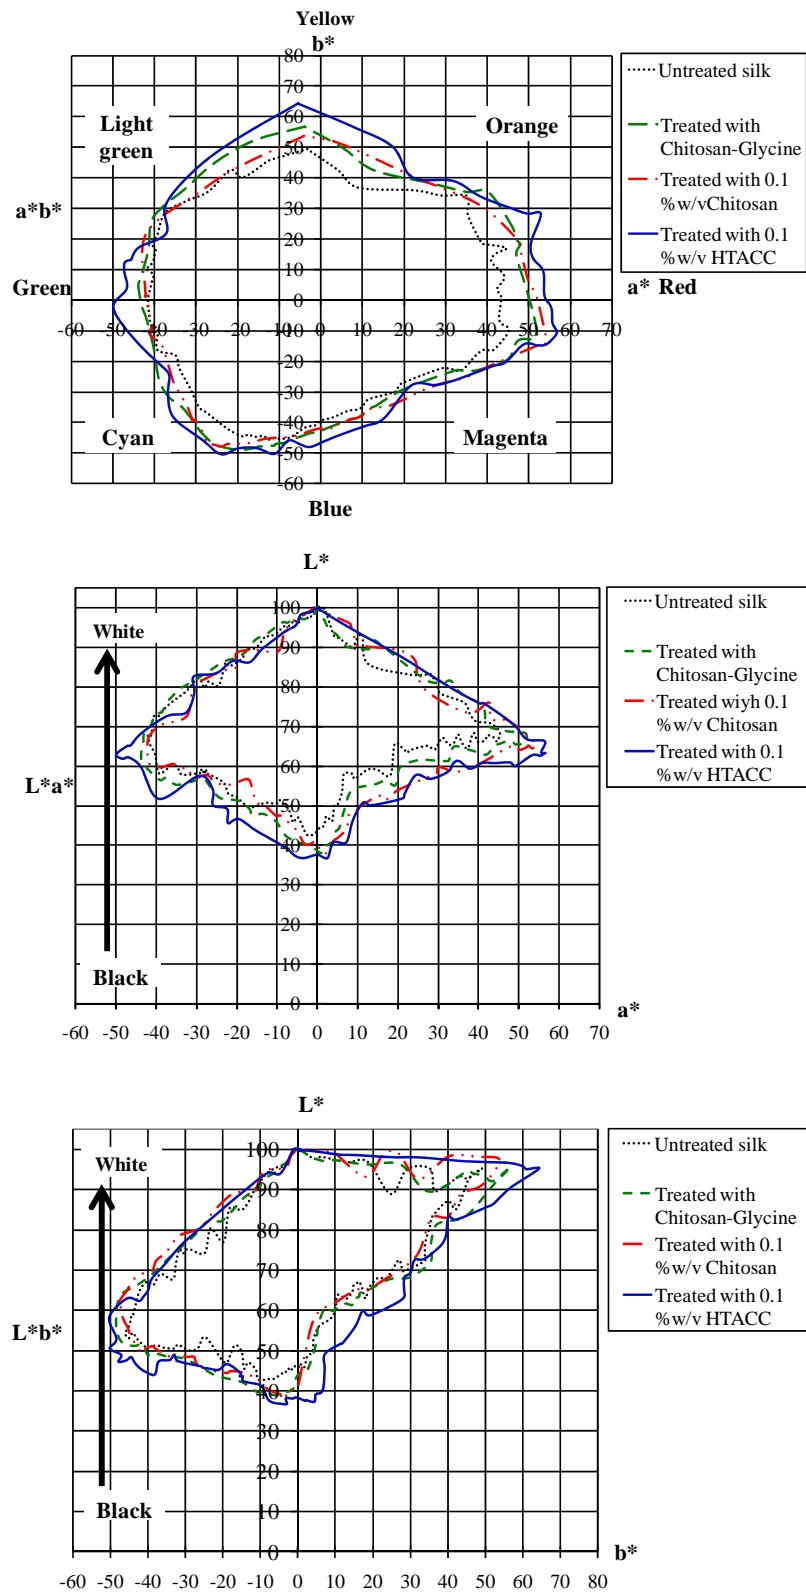 Yellow
b*
80
70
60
50
40
30
20
10
0
-10
-20
-30
-40
-50
-60
-60 -50 -40 -30 -20 -10 0 10 20 30 40 50 60 70
Light
green
Orange
a*b*
Green
a* Red
Cyan
Magenta
Blue
Untreated silk
Treated with
Chitosan-Glycine
Treated with 0.1
%w/vChitosan
Treated with 0.1
%w/v HTACC
L*
100
90
80
70
60
50
40
30
20
10
0
White
L*a*
Black
a*
-60 -50 -40 -30 -20 -10 0 10 20 30 40 50 60 70
Untreated silk
Treated with
Chitosan-Glycine
Treated wiyh 0.1
%w/v Chitosan
Treated with 0.1
%w/v HTACC
L*
100
90
80
70
60
50
40
30
20
10
0
White
L*b*
Black
b*
-60 -50 -40 -30 -20 -10 0 10 20 30 40 50 60 70 80
Untreated silk
Treated with
Chitosan-Glycine
Treated with 0.1
%w/v Chitosan
Treated with 0.1
%w/v HTACC